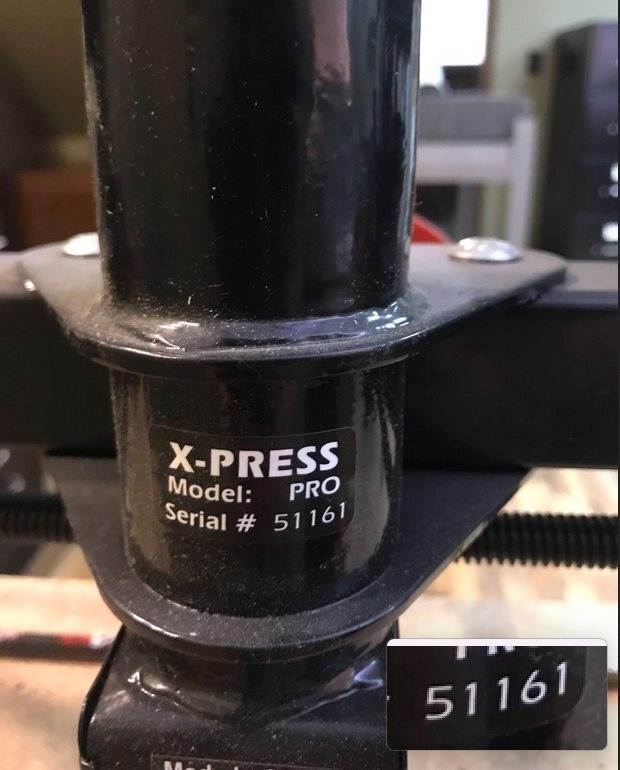 X-PRESS
Model: PRO
Serial # 51161
51161